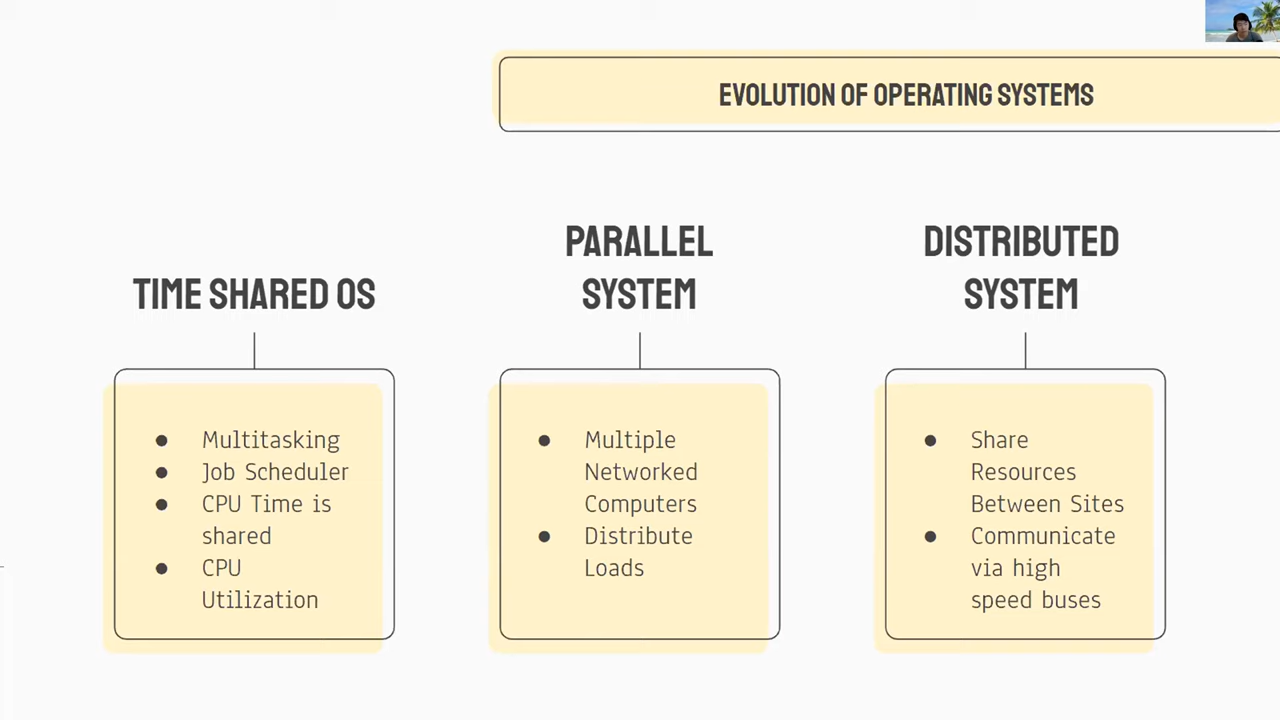 EVOLUTION OF OPERATING SYSTEMS
TIME SHARED OS
Multitasking
Job Scheduler
CPU Time is
shared
CPU
Utilization
PARALLEL
SYSTEM
Multiple
Networked
Computers
Distribute
Loads
DISTRIBUTED
SYSTEM
Share
Resources
Between Sites
Communicate
via high
speed buses